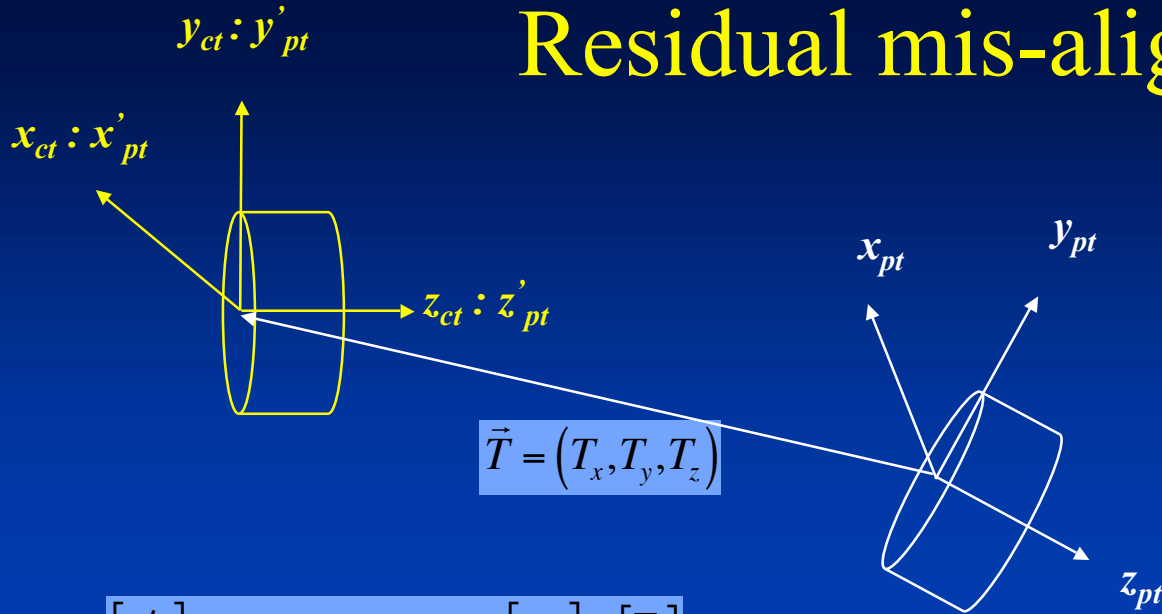 Residual mis-alig
y_ct : y'_pt
x_ct : x'_pt
z_ct : z'_pt
x_pt
y_pt
T⃗ = (T_x, T_y, T_z)
z_pt